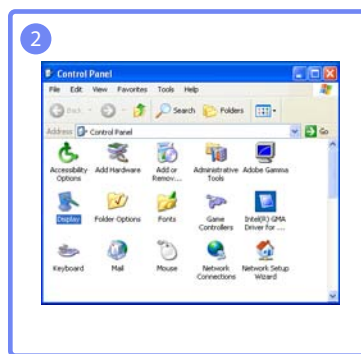 2
Control Panel
File Edit View Favorites Tools Help
Back Search Folders
Address Control Panel Go
Accessibility Options Add Hardware Add or Remov... Administrative Tools Adobe Gamma
Display Folder Options Fonts Game Controllers Intel(R) GMA Driver for ...
Keyboard Mail Mouse Network Connections Network Setup Wizard